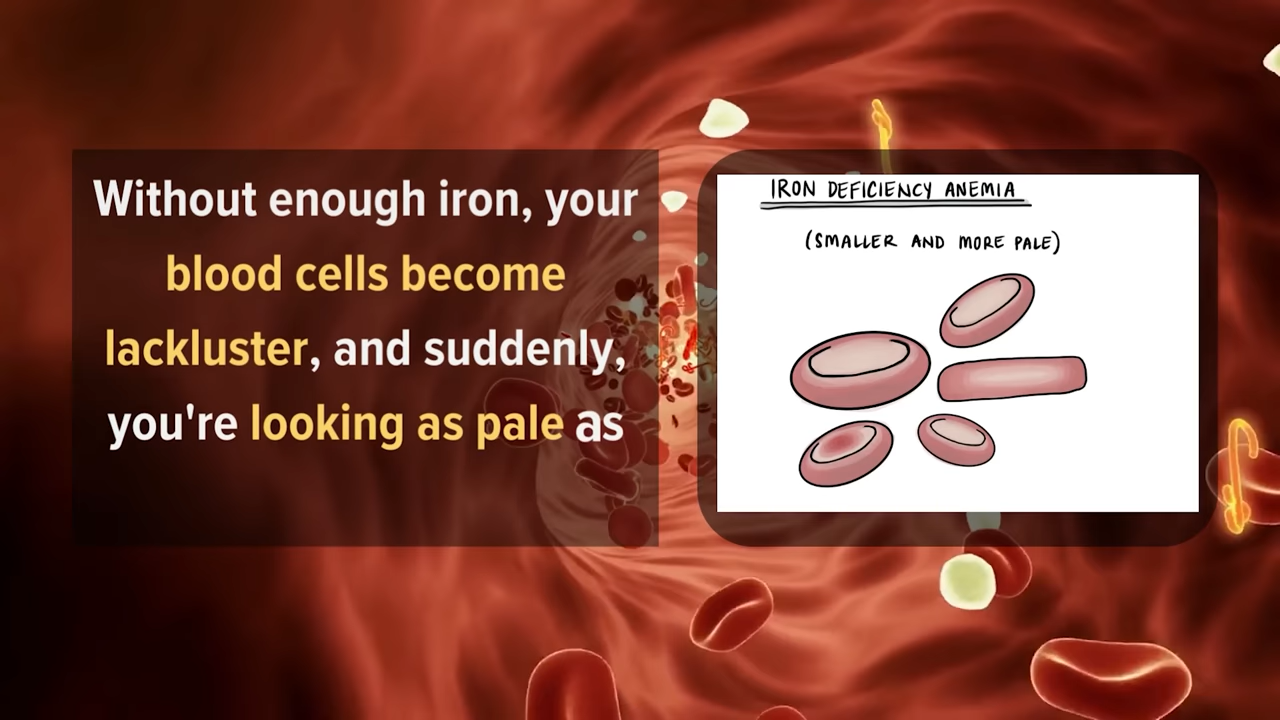 Without enough iron, your
blood cells become
lackluster, and suddenly,
you're looking as pale as
IRON DEFICIENCY ANEMIA
(SMALLER AND MORE PALE)